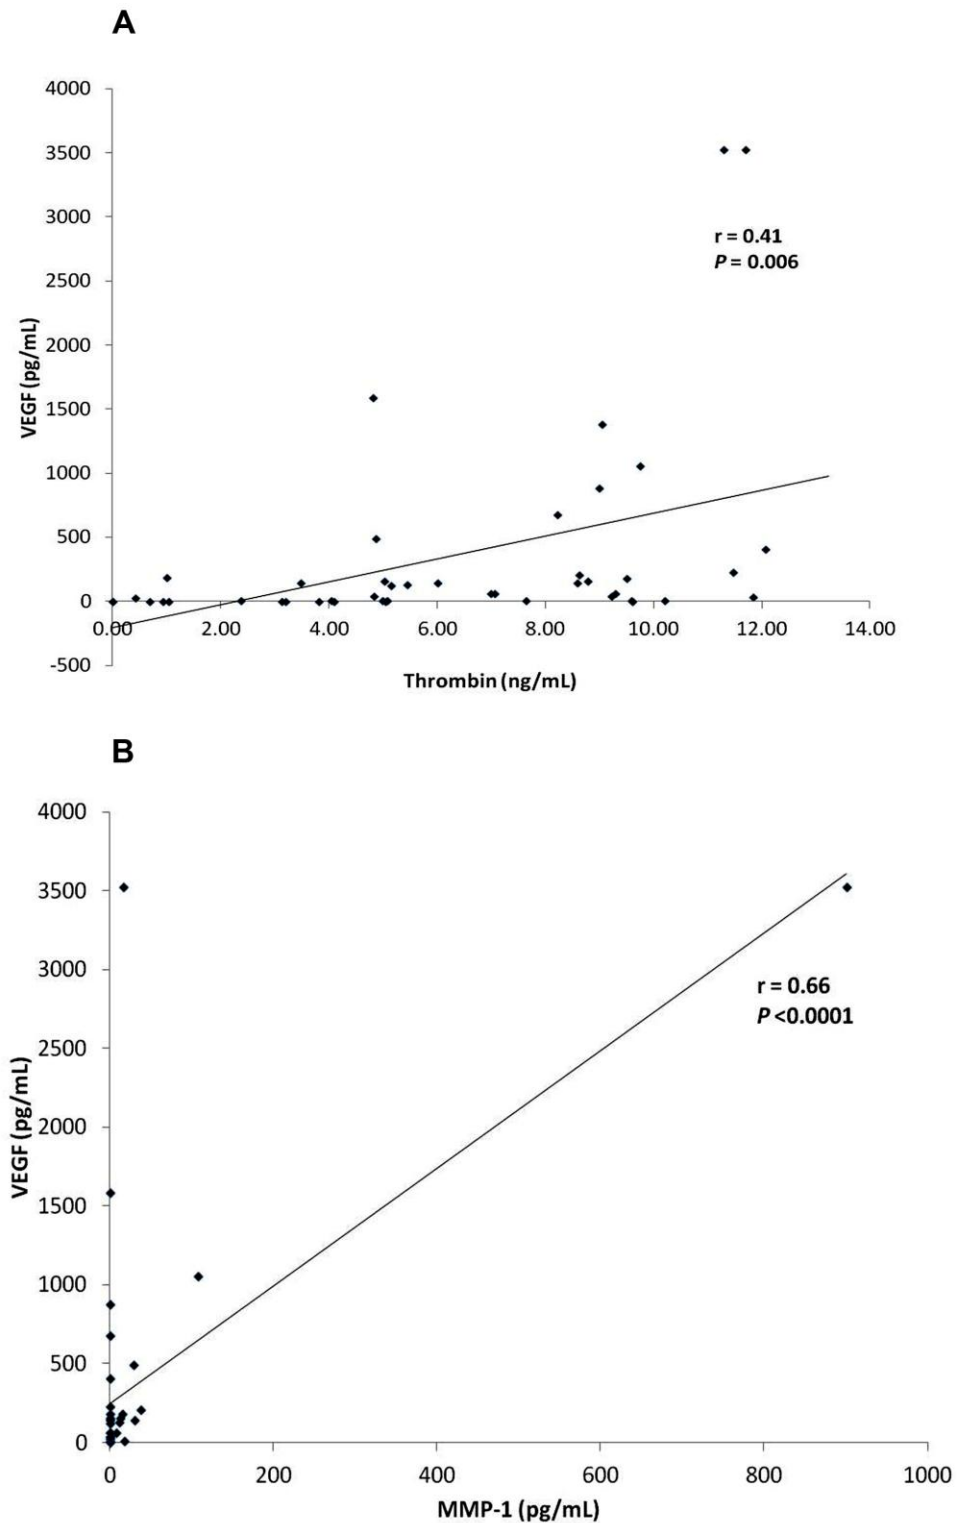 A
4000
3500
3000
2500
2000
1500
1000
500
0
-500
VEGF (pg/mL)
r = 0.41
P = 0.006
0.00 2.00 4.00 6.00 8.00 10.00 12.00 14.00
Thrombin (ng/mL)
B
4000
3500
3000
2500
2000
1500
1000
500
0
VEGF (pg/mL)
r = 0.66
P <0.0001
0 200 400 600 800 1000
MMP-1 (pg/mL)